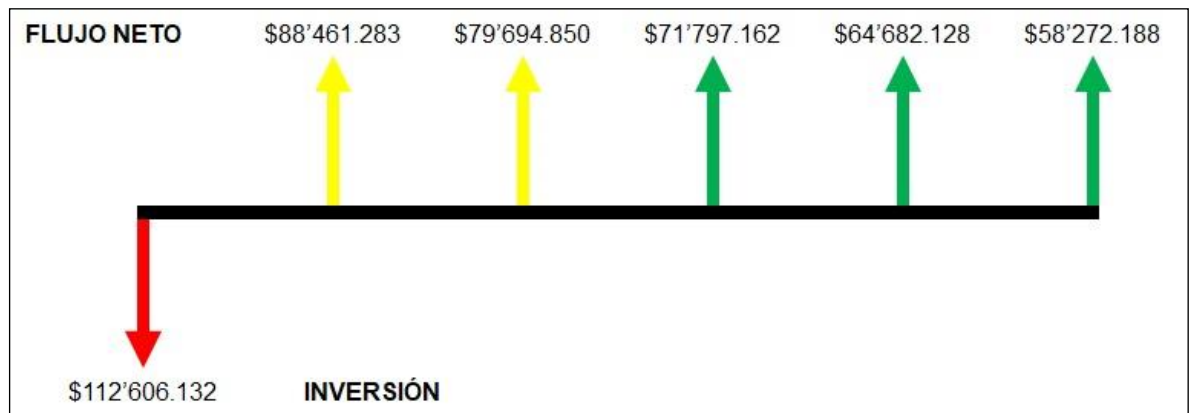 FLUJO NETO $88’461.283 $79’694.850 $71’797.162 $64’682.128 $58’272.188
$112’606.132 INVERSIÓN